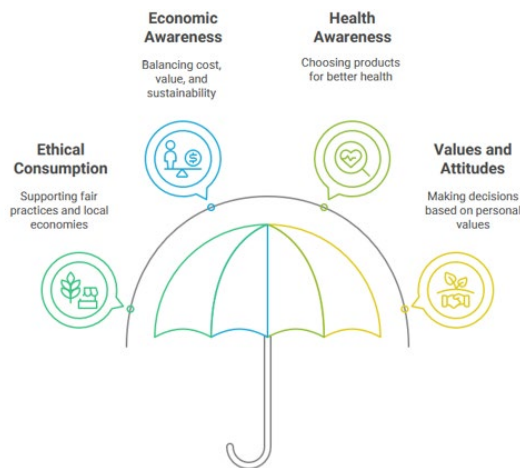 Economic
Awareness
Balancing cost,
value, and
sustainability
Health
Awareness
Choosing products
for better health
Ethical
Consumption
Supporting fair
practices and local
economies
$
Values and
Attitudes
Making decisions
based on personal
values